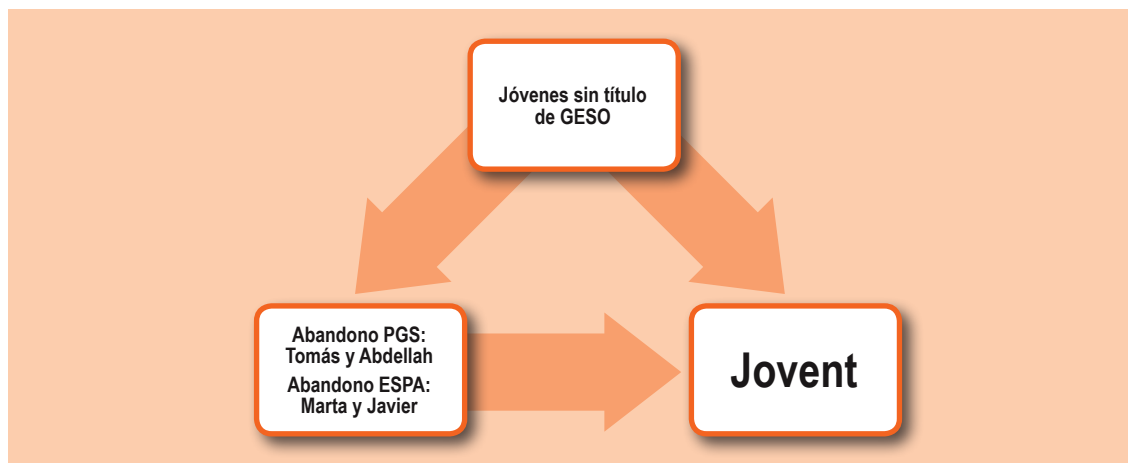 Jóvenes sin título
de GESO
Abandono PGS:
Tomás y Abdellah
Abandono ESPA:
Marta y Javier
Jovent